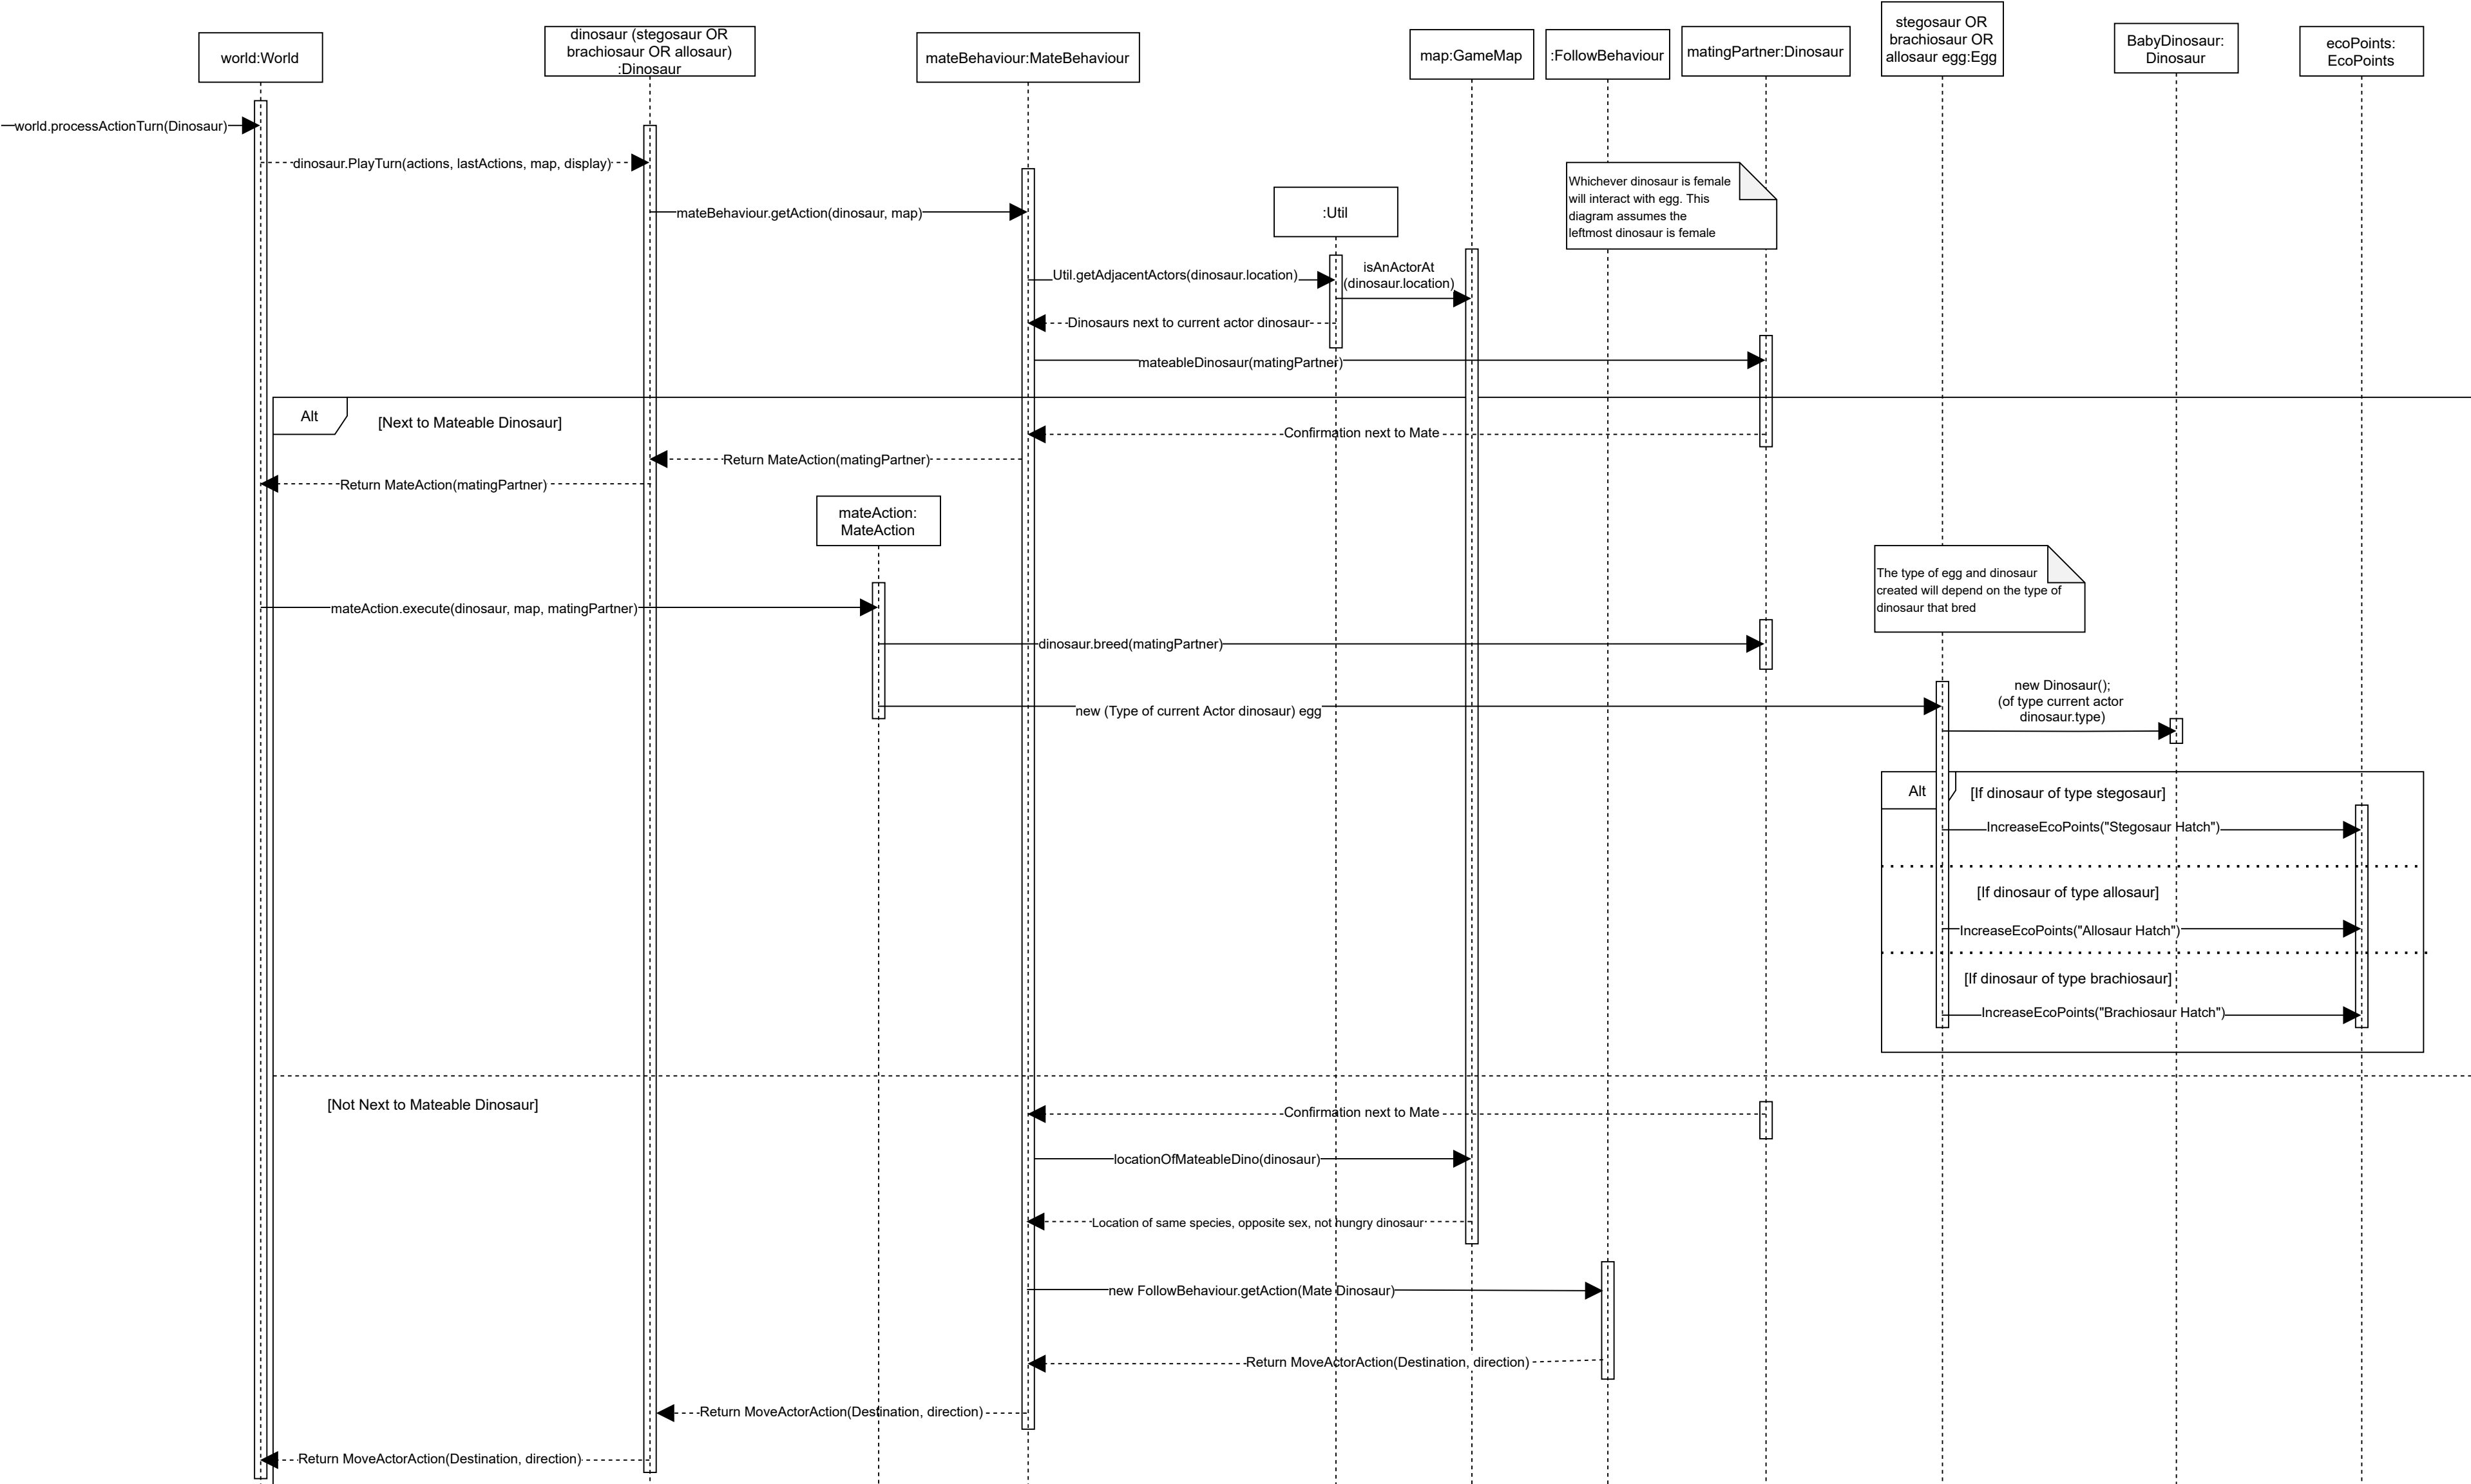 world:World
dinosaur (stegosaur OR
brachiosaur OR allosaur)
:Dinosaur
mateBehaviour:MateBehaviour
map:GameMap
:FollowBehaviour
matingPartner:Dinosaur
stegosaur OR
brachiosaur OR
allosaur egg:Egg
BabyDinosaur:
Dinosaur
ecoPoints:
EcoPoints
world.processActionTurn(Dinosaur)
dinosaur.PlayTurn(actions, lastActions, map, display)
mateBehaviour.getAction(dinosaur, map)
:Util
Whichever dinosaur is female
will interact with egg. This
diagram assumes the
leftmost dinosaur is female
Util.getAdjacentActors(dinosaur.location)
isAnActorAt
(dinosaur.location)
Dinosaurs next to current actor dinosaur
mateableDinosaur(matingPartner)
Alt
[Next to Mateable Dinosaur]
Confirmation next to Mate
Return MateAction(matingPartner)
Return MateAction(matingPartner)
mateAction:
MateAction
The type of egg and dinosaur
created will depend on the type of
dinosaur that bred
mateAction.execute(dinosaur, map, matingPartner)
dinosaur.breed(matingPartner)
new (Type of current Actor dinosaur) egg
new Dinosaur();
(of type current actor
dinosaur.type)
Alt
[If dinosaur of type stegosaur]
IncreaseEcoPoints("Stegosaur Hatch")
[If dinosaur of type allosaur]
IncreaseEcoPoints("Allosaur Hatch")
[If dinosaur of type brachiosaur]
IncreaseEcoPoints("Brachiosaur Hatch")
[Not Next to Mateable Dinosaur]
Confirmation next to Mate
locationOfMateableDino(dinosaur)
Location of same species, opposite sex, not hungry dinosaur
new FollowBehaviour.getAction(Mate Dinosaur)
Return MoveActorAction(Destination, direction)
Return MoveActorAction(Destination, direction)
Return MoveActorAction(Destination, direction)